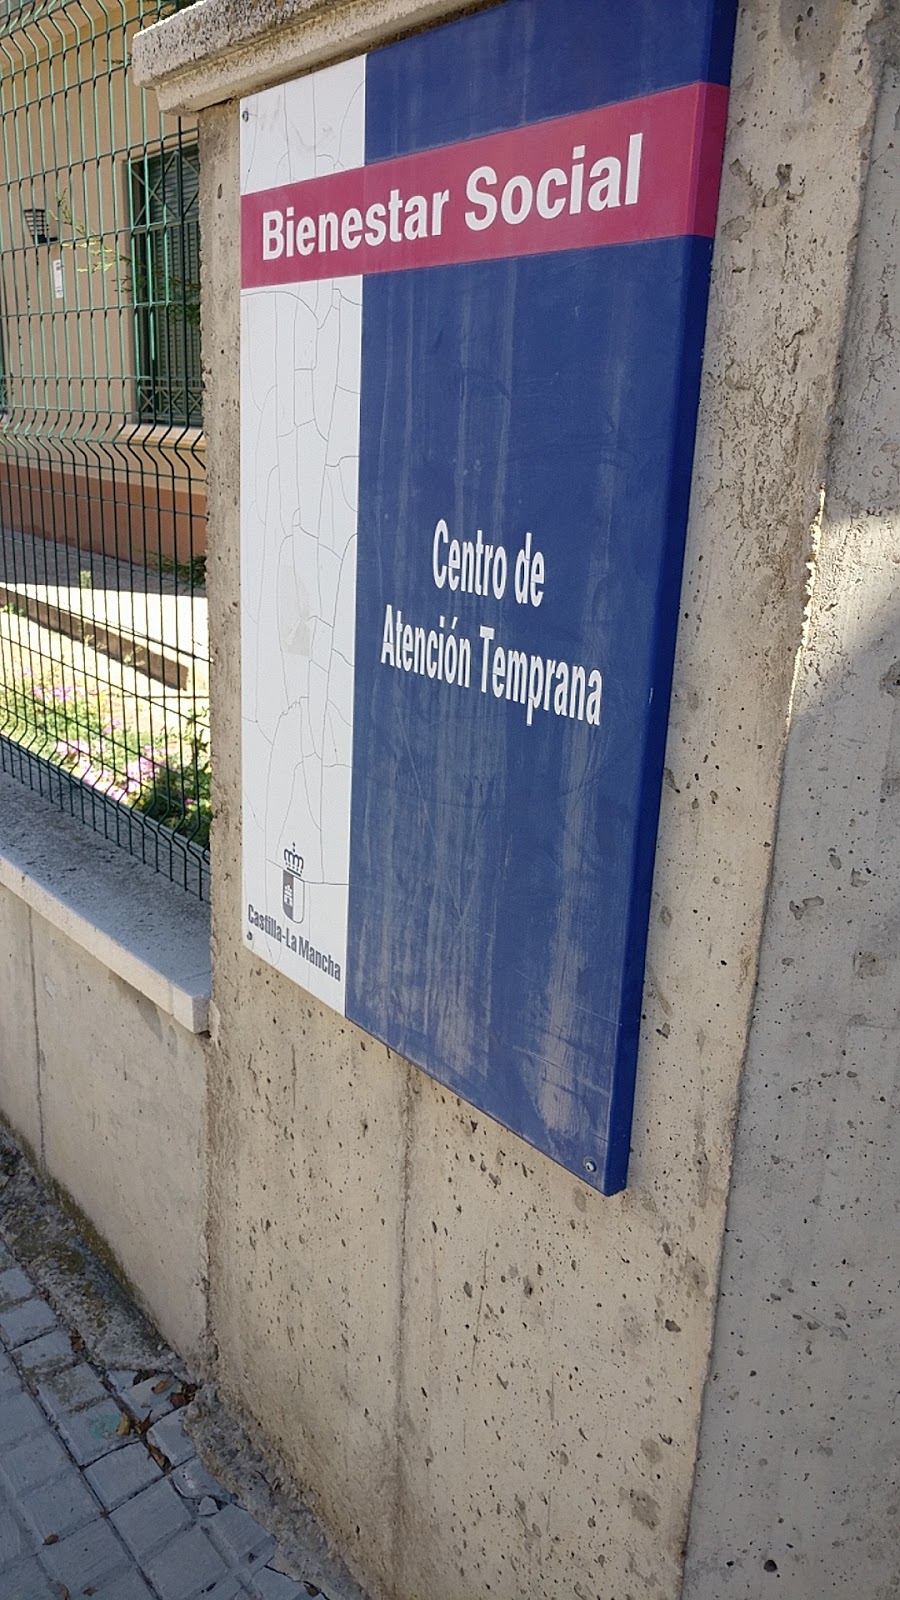 Bienestar Social
Centro de
Atención Temprana
Castilla-La Mancha